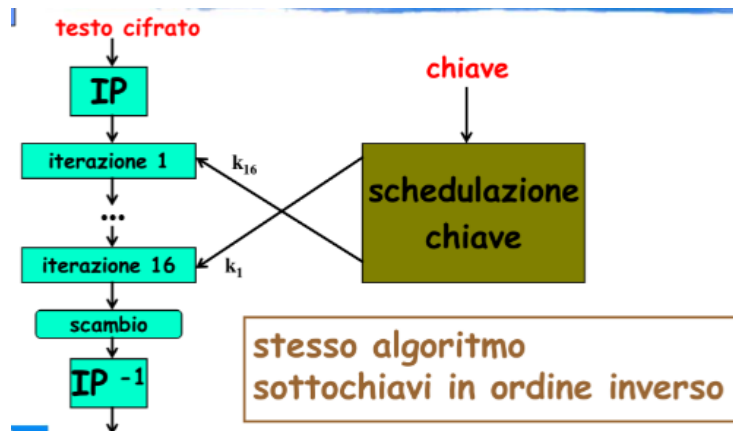 testo cifrato
IP
iterazione 1
...
iterazione 16
scambio
IP -1
k16
k1
chiave
schedulazione
chiave
stesso algoritmo
sottochiavi in ordine inverso